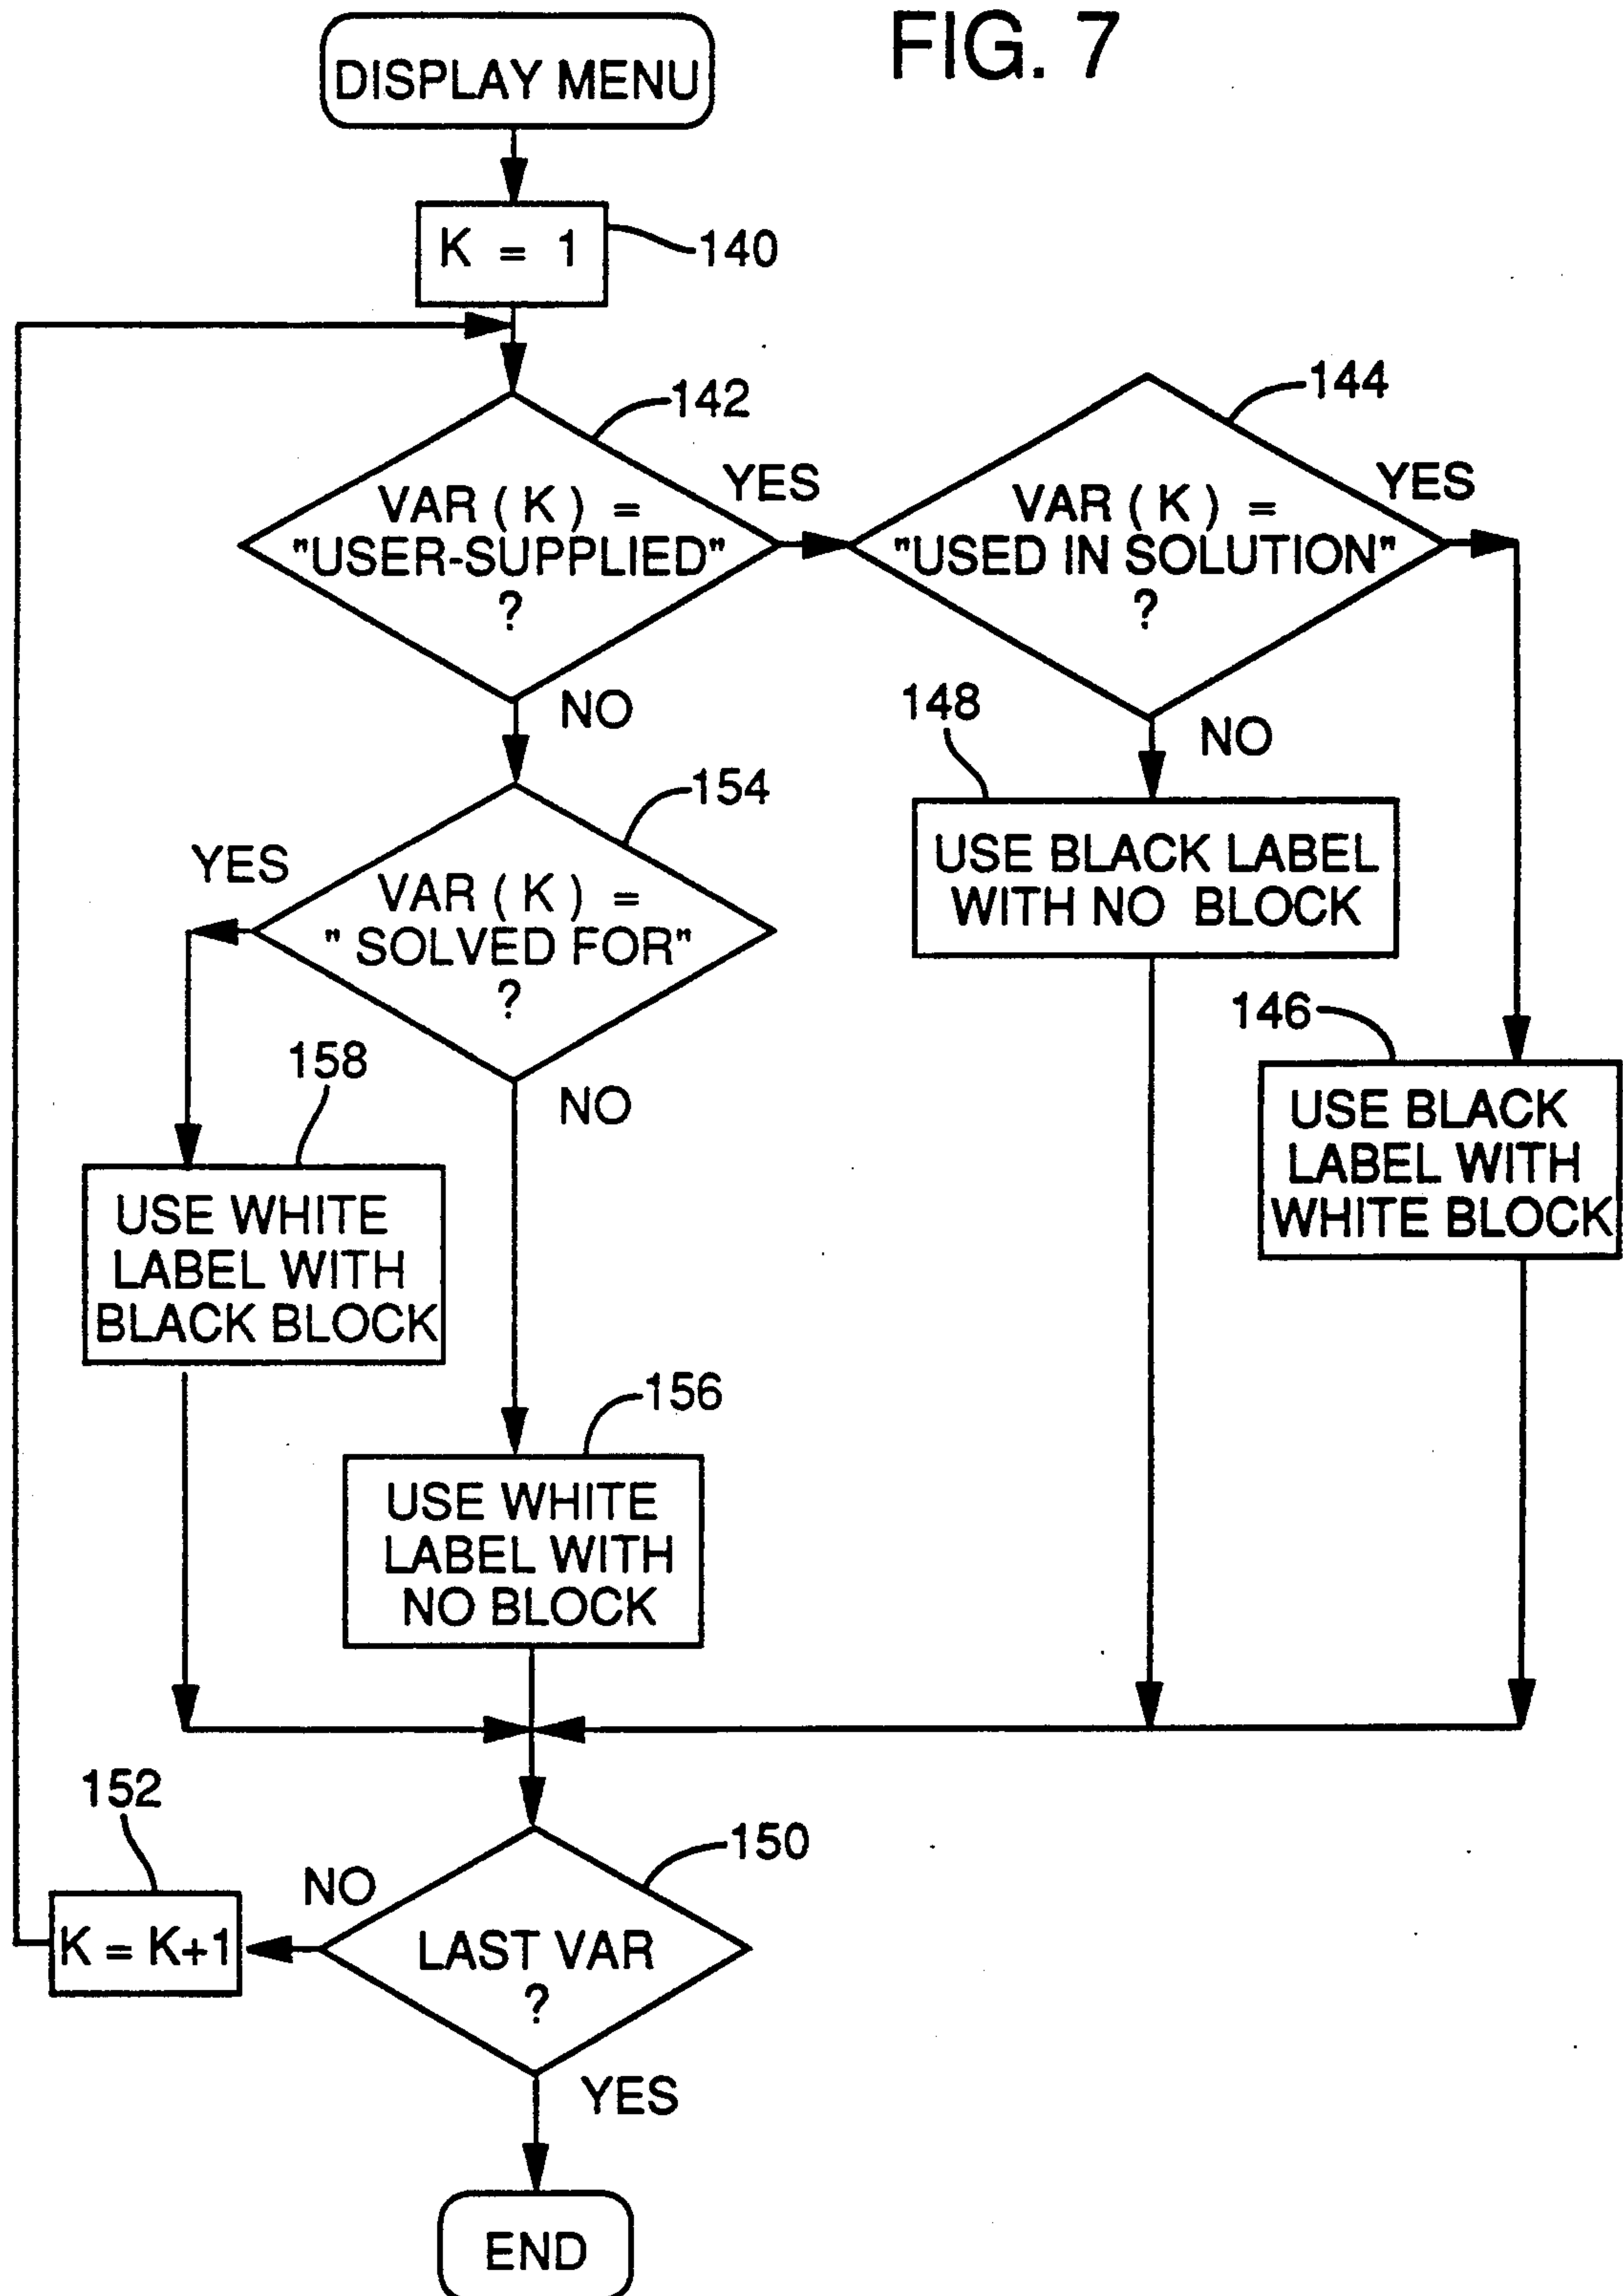 FIG. 7
DISPLAY MENU
K = 1
140
142
VAR ( K ) =
"USER-SUPPLIED"
?
YES
NO
144
VAR ( K ) =
"USED IN SOLUTION"
?
YES
NO
148
USE BLACK LABEL
WITH NO BLOCK
146
USE BLACK
LABEL WITH
WHITE BLOCK
154
VAR ( K ) =
" SOLVED FOR"
?
YES
NO
158
USE WHITE
LABEL WITH
BLACK BLOCK
156
USE WHITE
LABEL WITH
NO BLOCK
150
LAST VAR
?
NO
YES
152
K = K+1
END